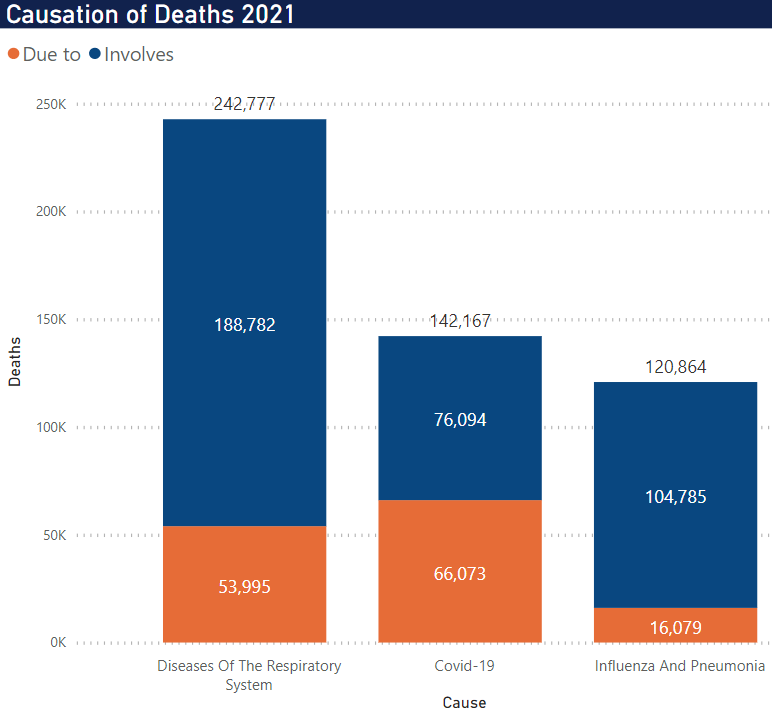 Causation of Deaths 2021
Due to Involves
250K
200K
150K
100K
50K
0K
Deaths
242,777
188,782
53,995
142,167
76,094
66,073
120,864
104,785
16,079
Diseases Of The Respiratory
System
Covid-19
Influenza And Pneumonia
Cause